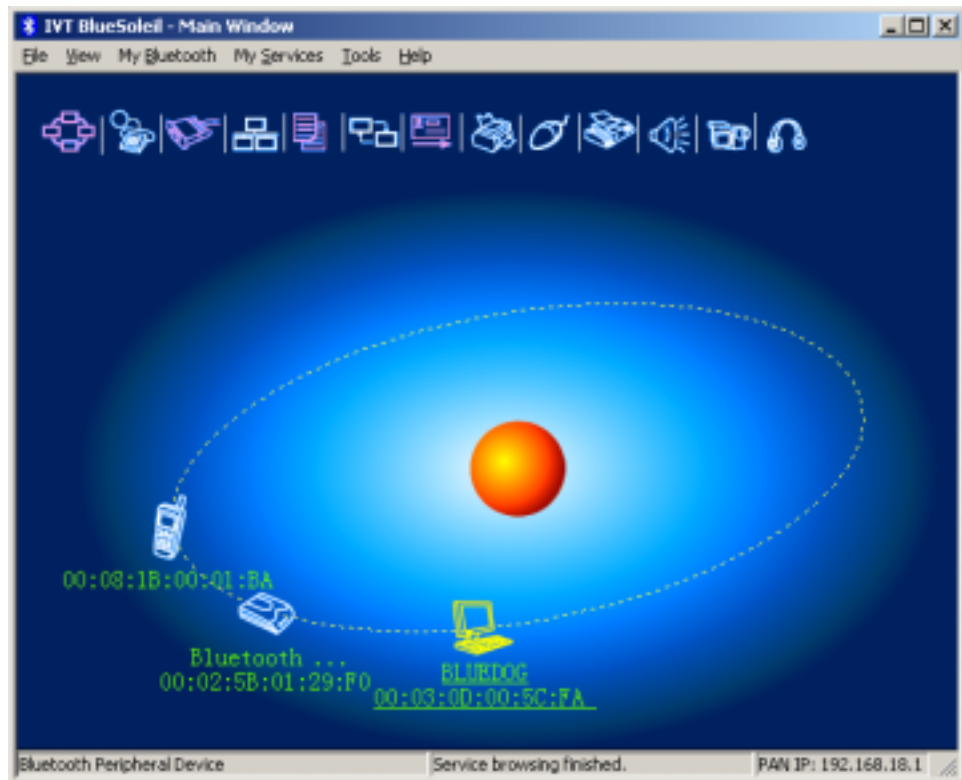 IVT BlueSoleil - Main Window
File View My Bluetooth My Services Tools Help
00:08:1B:00:01:BA
Bluetooth ...
00:02:5B:01:29:F0
BLUEDOG
00:03:0D:00:5C:FA
Bluetooth Peripheral Device Service browsing finished. PAN IP: 192.168.18.1